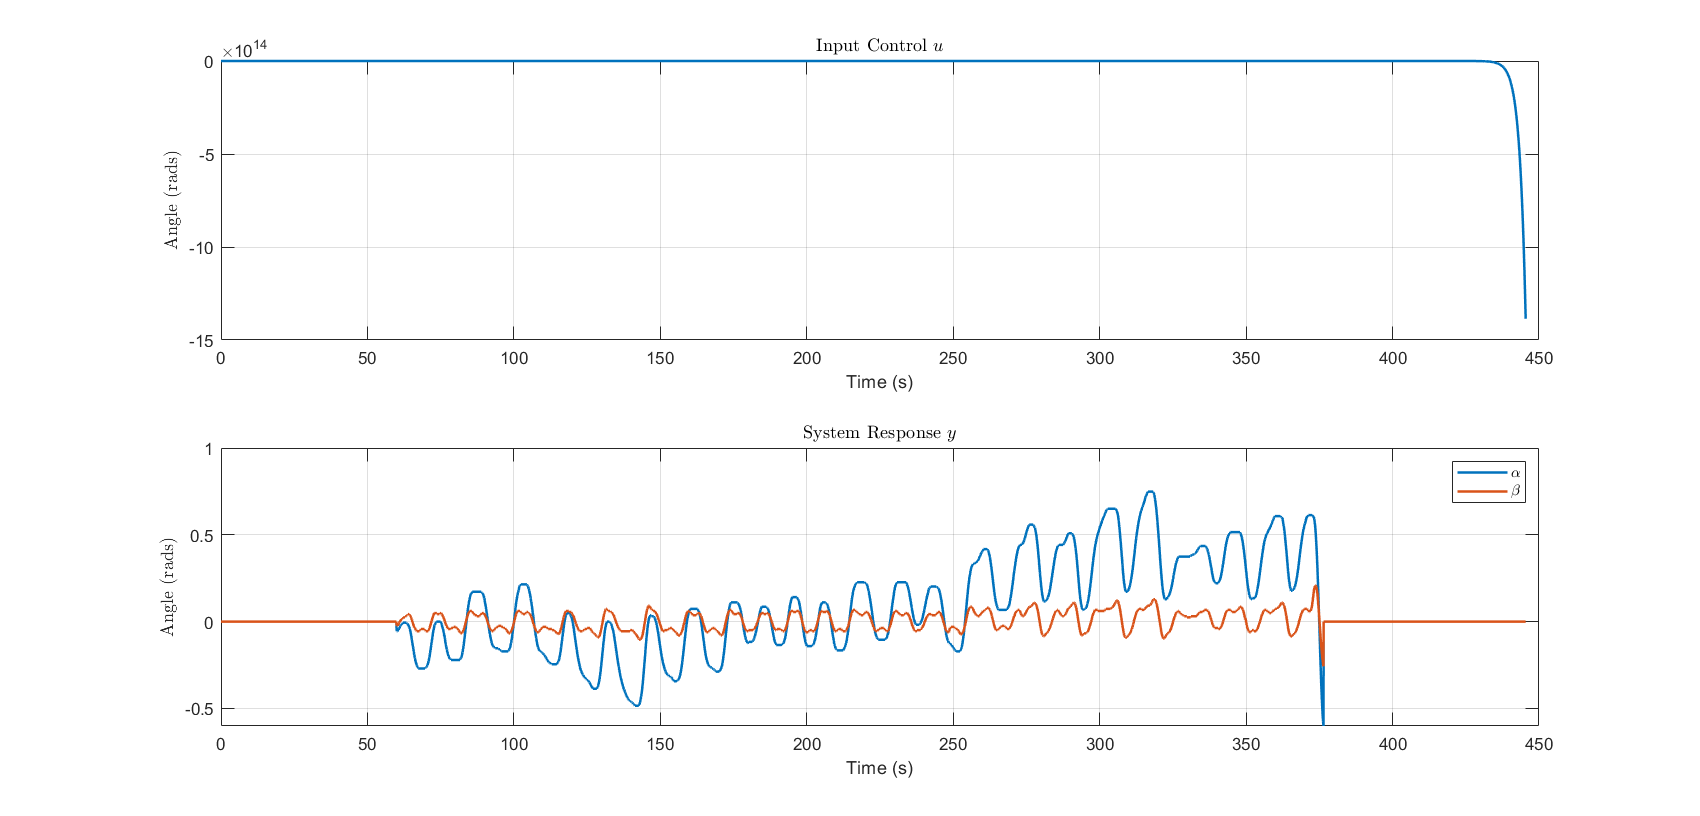 Input Control u
×10^14
0
-5
-10
-15
Angle (rads)
0 50 100 150 200 250 300 350 400 450
Time (s)
System Response y
1
0.5
0
-0.5
Angle (rads)
α
β
0 50 100 150 200 250 300 350 400 450
Time (s)